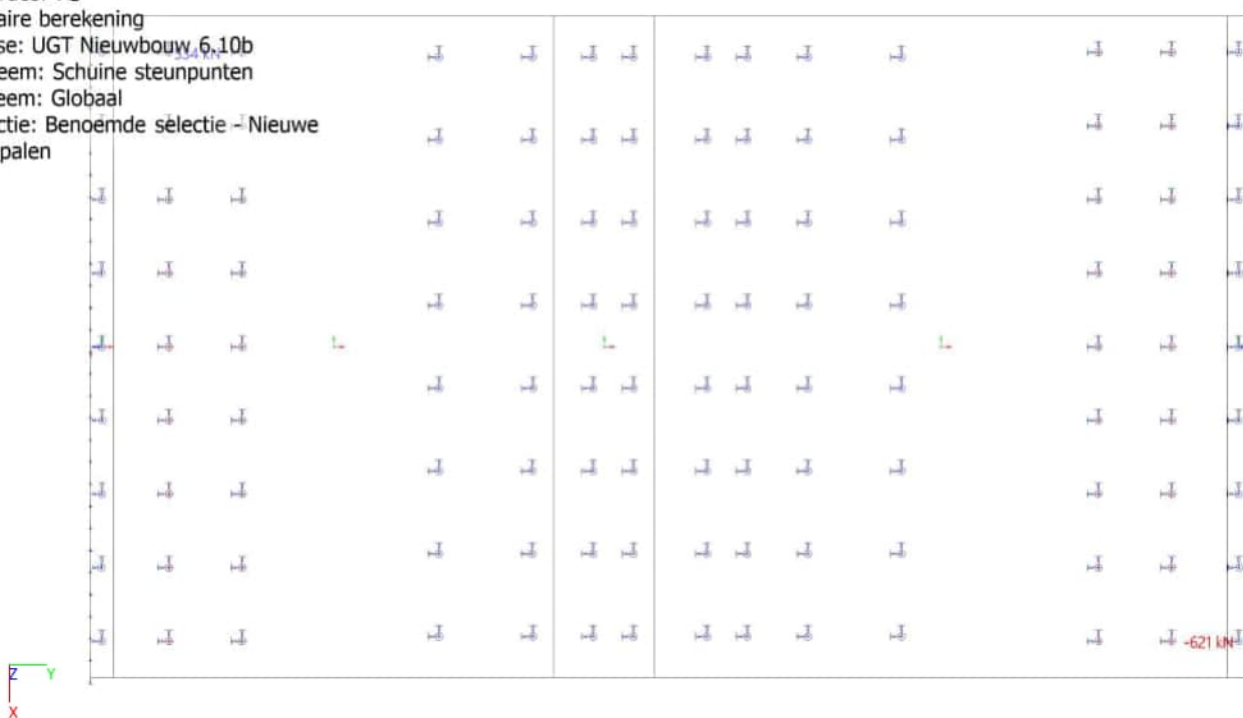 aire berekening
se: UGT Nieuwbouw 6.10b
eem: Schuine steunpunten
eem: Globaal
ctie: Benoemde selectie - Nieuwe
palen
-621 kN
Z Y
X